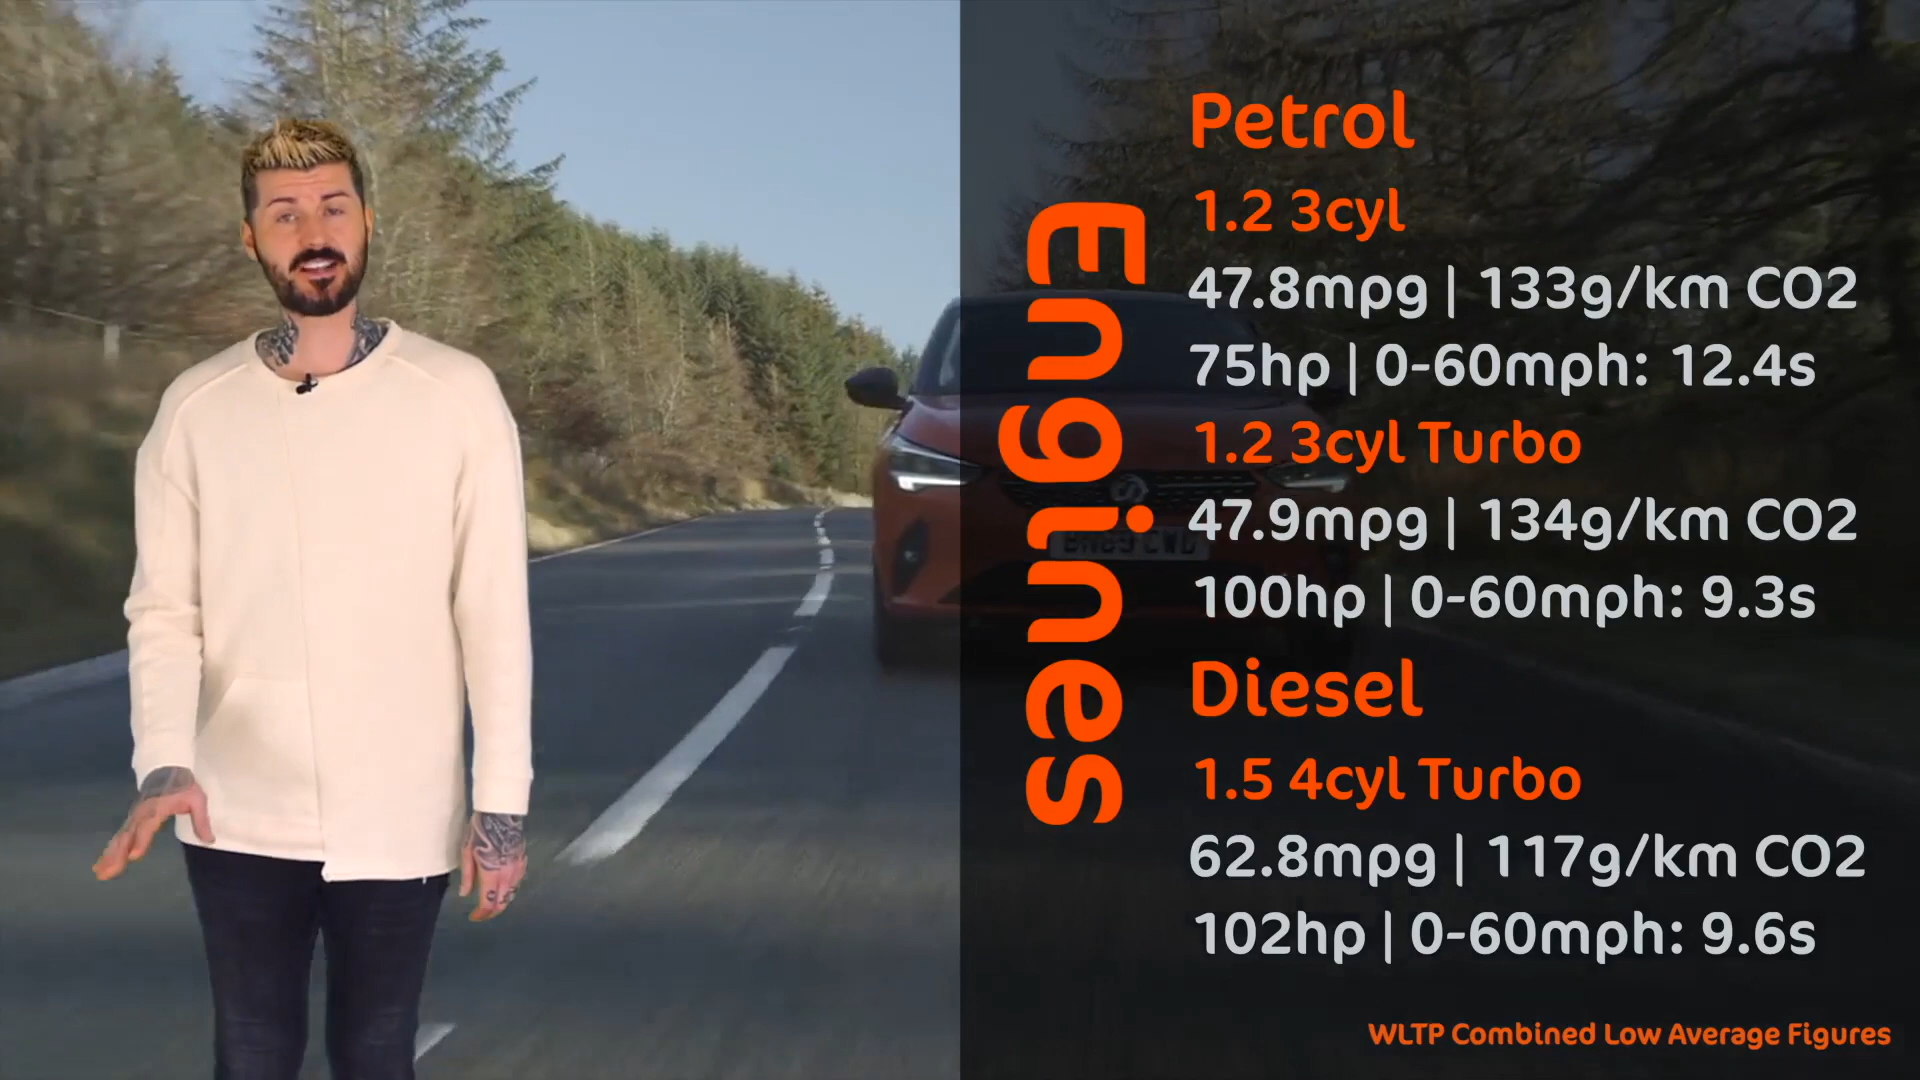 Engines
Petrol
1.2 3cyl
47.8mpg | 133g/km CO2
75hp | 0-60mph: 12.4s
1.2 3cyl Turbo
47.9mpg | 134g/km CO2
100hp | 0-60mph: 9.3s
Diesel
1.5 4cyl Turbo
62.8mpg | 117g/km CO2
102hp | 0-60mph: 9.6s
WLTP Combined Low Average Figures